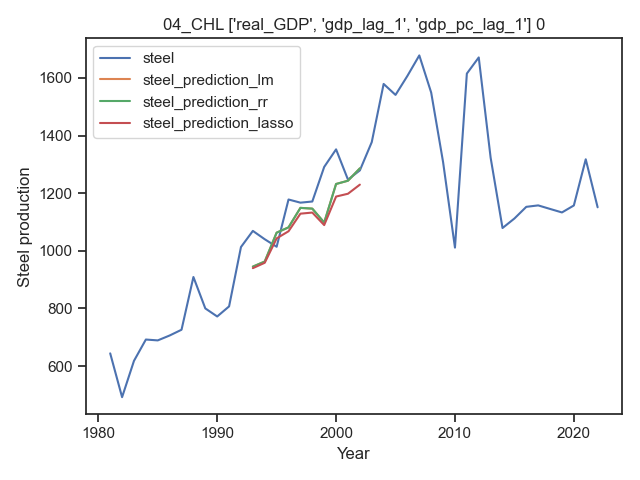 04_CHL ['real_GDP', 'gdp_lag_1', 'gdp_pc_lag_1'] 0
steel
steel_prediction_lm
steel_prediction_rr
steel_prediction_lasso
Steel production
1600
1400
1200
1000
800
600
1980 1990 2000 2010 2020
Year